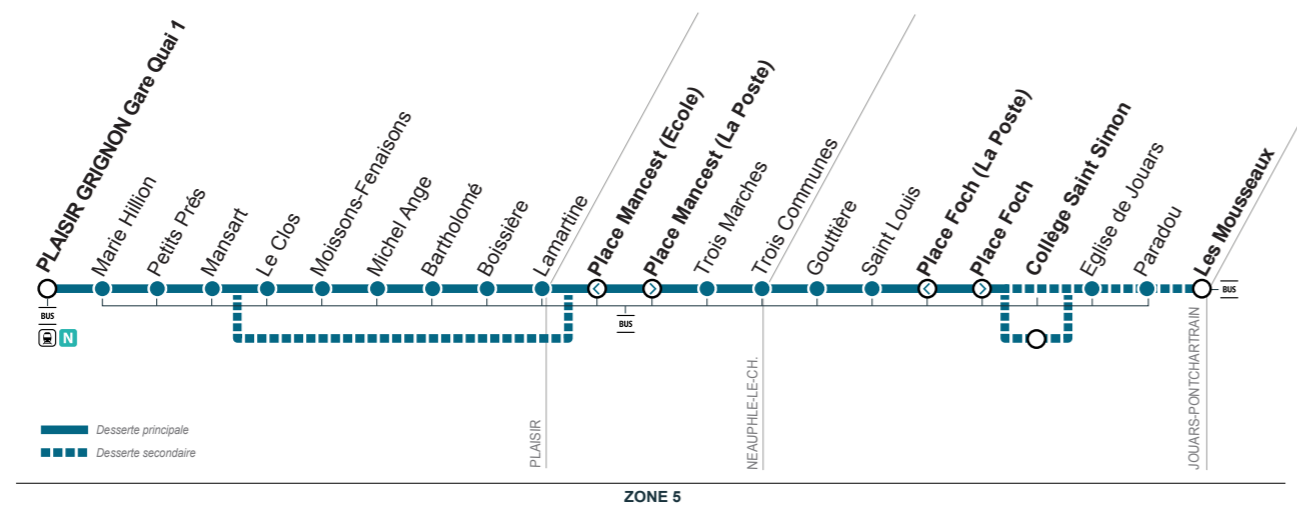 PLAISIR GRIGNON Gare Quai 1
Marie Hillion
Petits Prés
Mansart
Le Clos
Moissons-Fenaisons
Michel Ange
Bartholomé
Boissière
Lamartine
Place Mancest (Ecole)
Place Mancest (La Poste)
Trois Marches
Trois Communes
Gouttière
Saint Louis
Place Foch (La Poste)
Place Foch
Collège Saint Simon
Eglise de Jouars
Paradou
Les Mousseaux
BUS
N
BUS
BUS
PLAISIR
NEAUPHLE-LE-CH.
JOUARS-PONTCHARTRAIN
Desserte principale
Desserte secondaire
ZONE 5